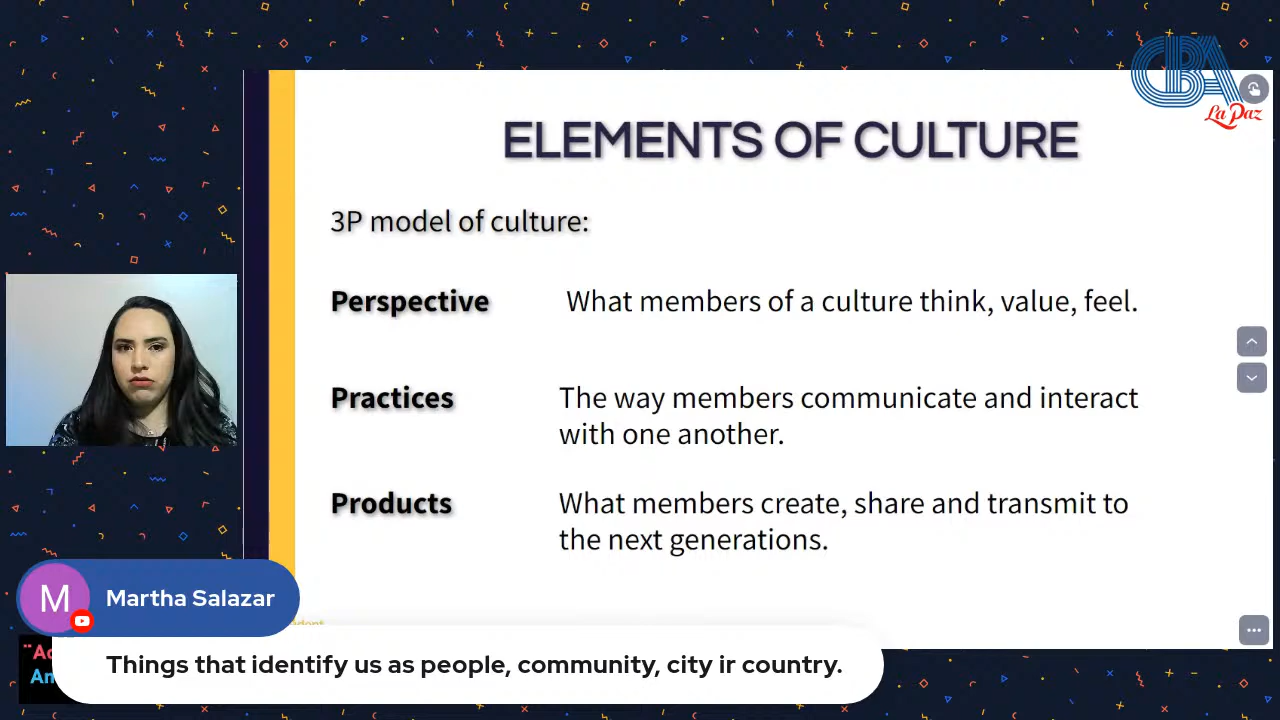 CBA
La Paz
ELEMENTS OF CULTURE
3P model of culture:
Perspective What members of a culture think, value, feel.
Practices The way members communicate and interact
with one another.
Products What members create, share and transmit to
the next generations.
M Martha Salazar
Things that identify us as people, community, city ir country.